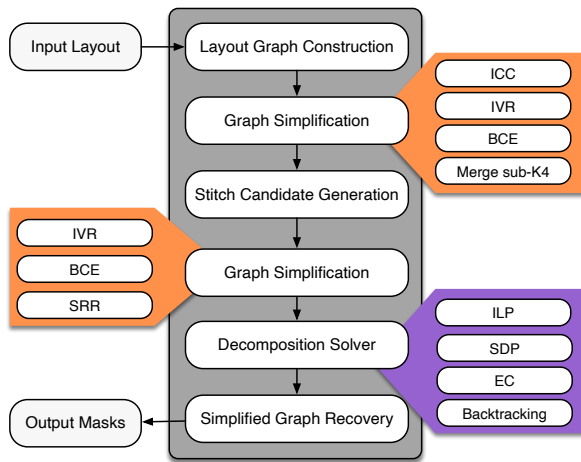 Input Layout
Layout Graph Construction
Graph Simplification
ICC
IVR
BCE
Merge sub-K4
Stitch Candidate Generation
IVR
BCE
SRR
Graph Simplification
Decomposition Solver
ILP
SDP
EC
Backtracking
Simplified Graph Recovery
Output Masks